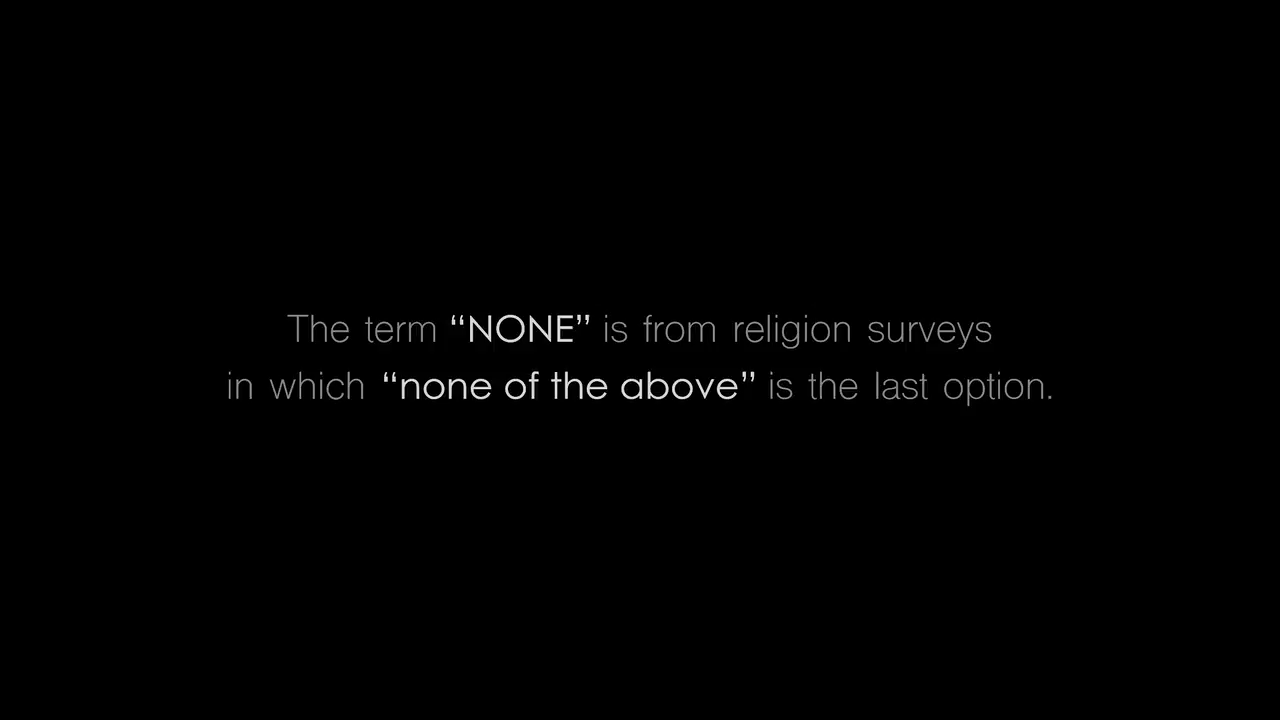 The term “NONE” is from religion surveys
in which “none of the above” is the last option.